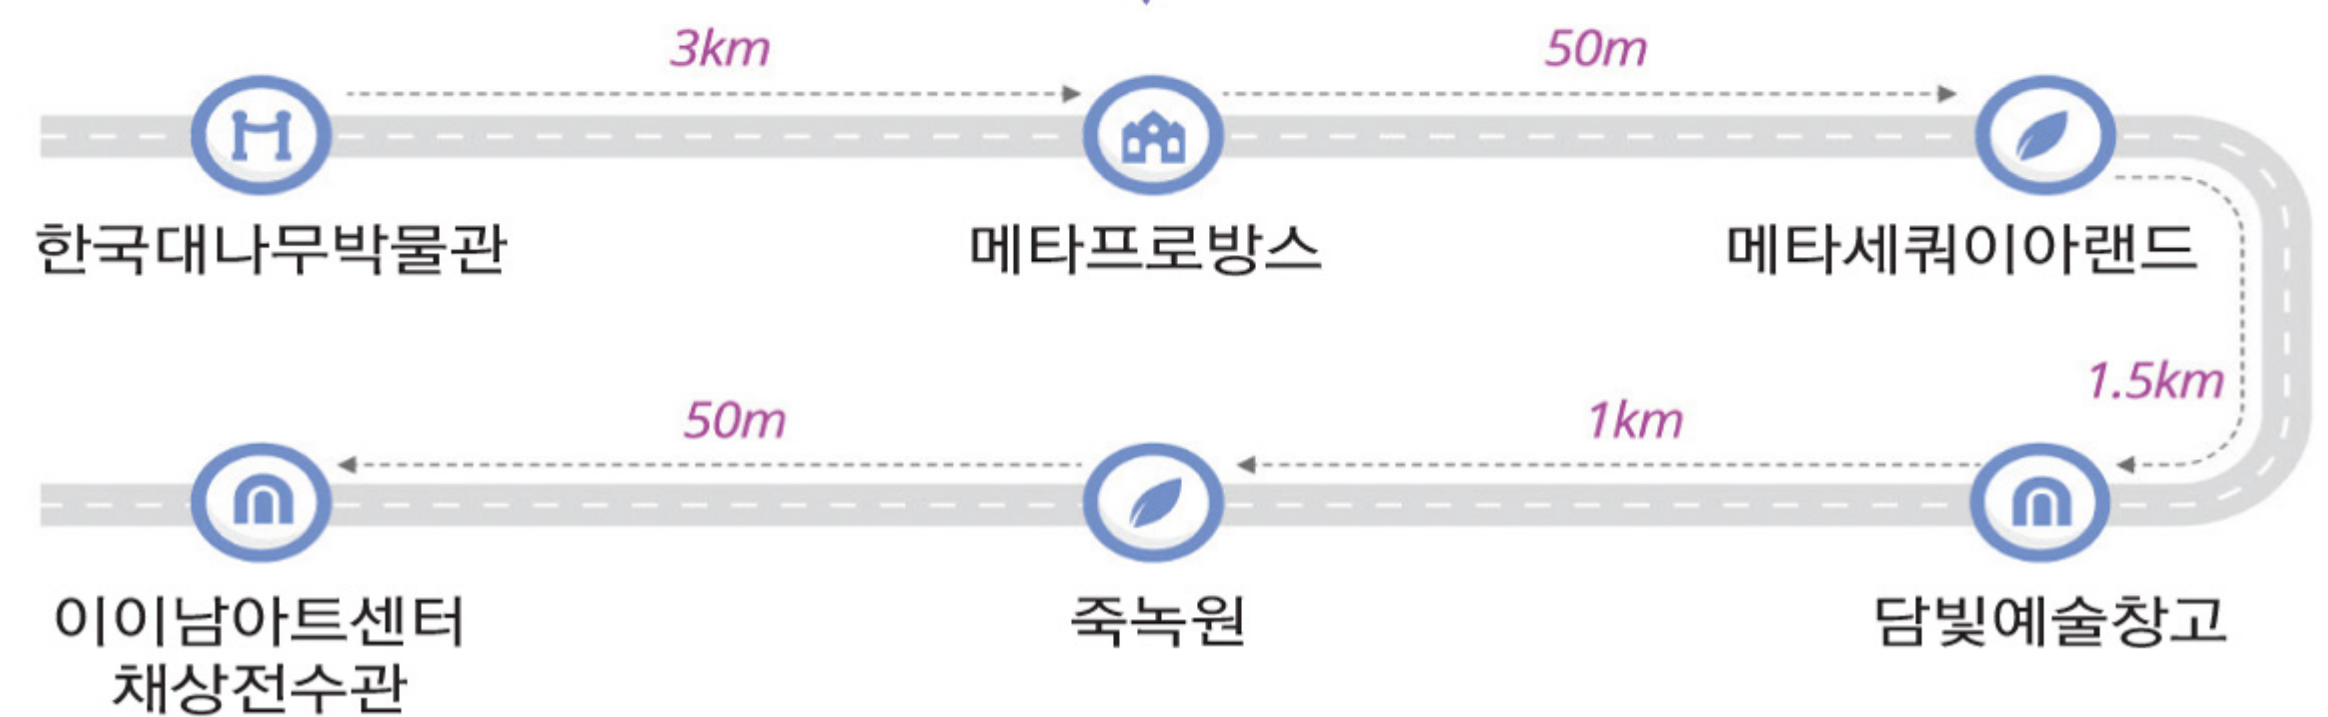 3km
50m
한국대나무박물관
메타프로방스
메타세쿼이아랜드
1.5km
1km
50m
담빛예술창고
죽녹원
이이남아트센터
채상전수관